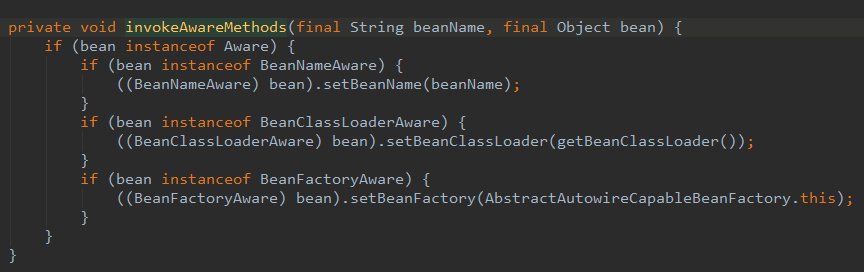 private void invokeAwareMethods(final String beanName, final Object bean) {
    if (bean instanceof Aware) {
        if (bean instanceof BeanNameAware) {
            ((BeanNameAware) bean).setBeanName(beanName);
        }
        if (bean instanceof BeanClassLoaderAware) {
            ((BeanClassLoaderAware) bean).setBeanClassLoader(getBeanClassLoader());
        }
        if (bean instanceof BeanFactoryAware) {
            ((BeanFactoryAware) bean).setBeanFactory(AbstractAutowireCapableBeanFactory.this);
        }
    }
}